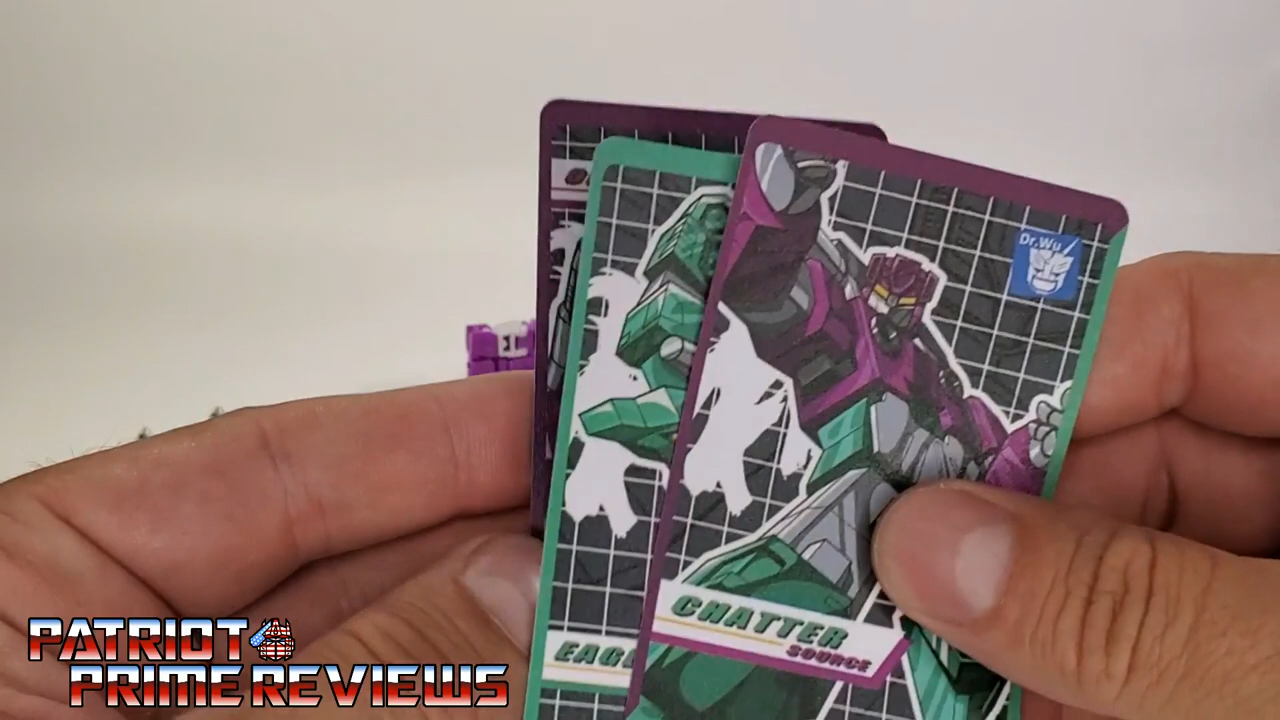 Dr.Wu
CHATTER
SOURCE
PATRIOT
PRIME REVIEWS